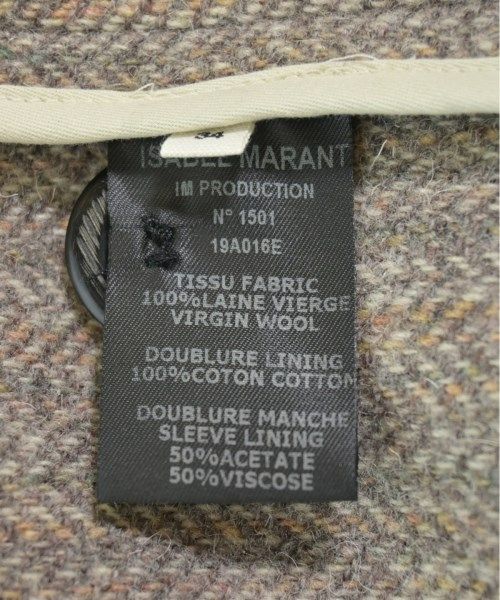 34
ISABEL MARANT
IM PRODUCTION
N° 1501
19A016E
TISSU FABRIC
100%LAINE VIERGE
VIRGIN WOOL
DOUBLURE LINING
100%COTON COTTON
DOUBLURE MANCHE
SLEEVE LINING
50%ACETATE
50%VISCOSE